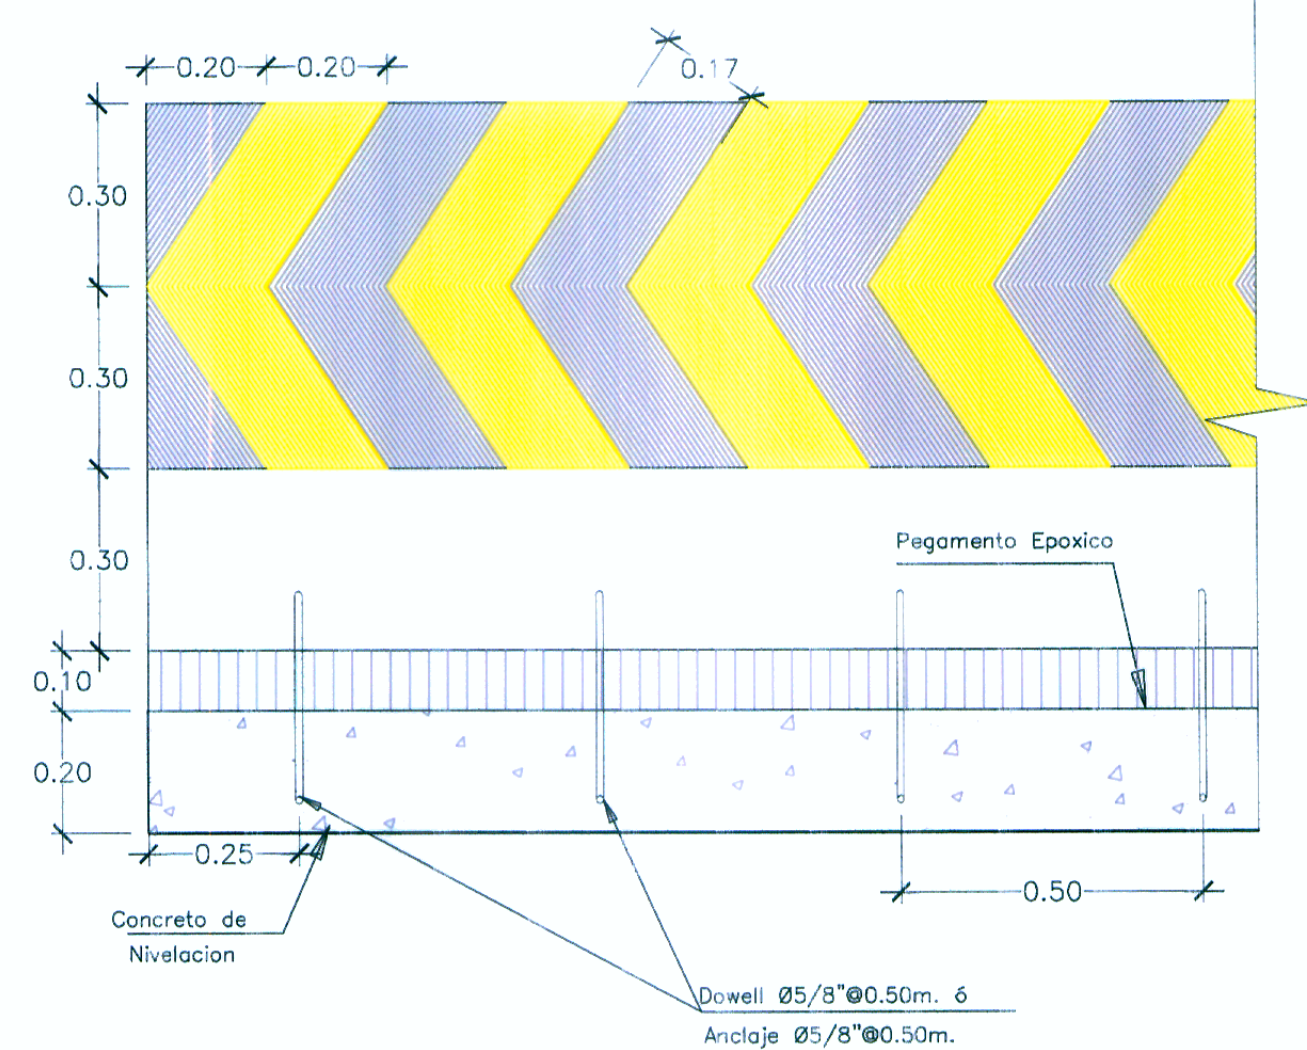 0.20 0.20
0.17
0.30
0.30
0.30
Pegamento Epoxico
0.10
0.20
0.25
0.50
Concreto de
Nivelacion
Dowell Ø5/8"@0.50m. ó
Anclaje Ø5/8"@0.50m.